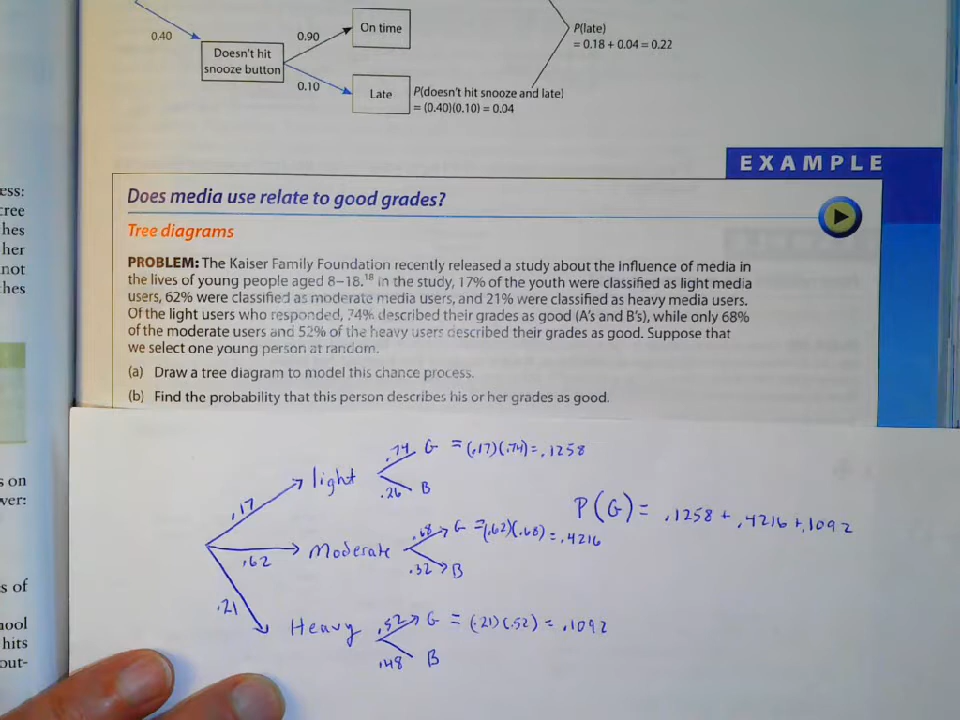 0.40
Doesn't hit
snooze button
0.90
On time
0.10
Late
P(doesn't hit snooze and late)
= (0.40)(0.10) = 0.04
P(late)
= 0.18 + 0.04 = 0.22
EXAMPLE
Does media use relate to good grades?
Tree diagrams
PROBLEM: The Kaiser Family Foundation recently released a study about the influence of media in
the lives of young people aged 8–18.18 In the study, 17% of the youth were classified as light media
users, 62% were classified as moderate media users, and 21% were classified as heavy media users.
Of the light users who responded, 74% described their grades as good (A's and B's), while only 68%
of the moderate users and 52% of the heavy users described their grades as good. Suppose that
we select one young person at random.
(a) Draw a tree diagram to model this chance process.
(b) Find the probability that this person describes his or her grades as good.
.17
light
.74 G = (.17)(.74) = .1258
.26 B
.62
Moderate
.68 G = (.62)(.68) = .4216
.32 B
.21
Heavy
.52 G = (.21)(.52) = .1092
.48 B
P(G) = .1258 + .4216 + .1092
her
not
s on
s of
hits